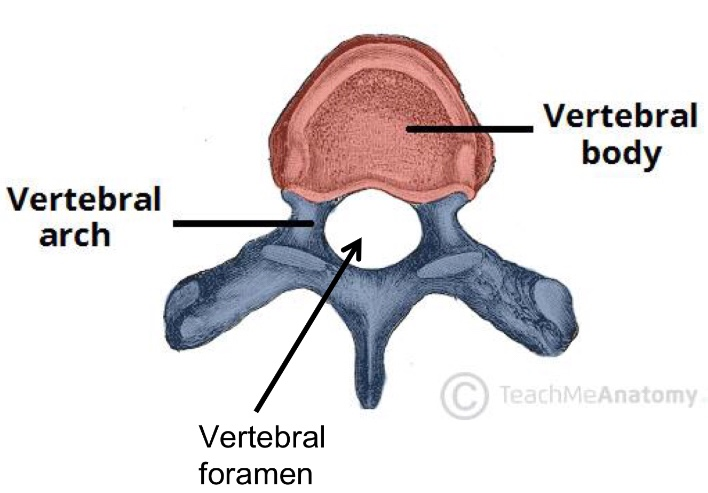 Vertebral
body
Vertebral
arch
Vertebral
foramen
© TeachMeAnatomy